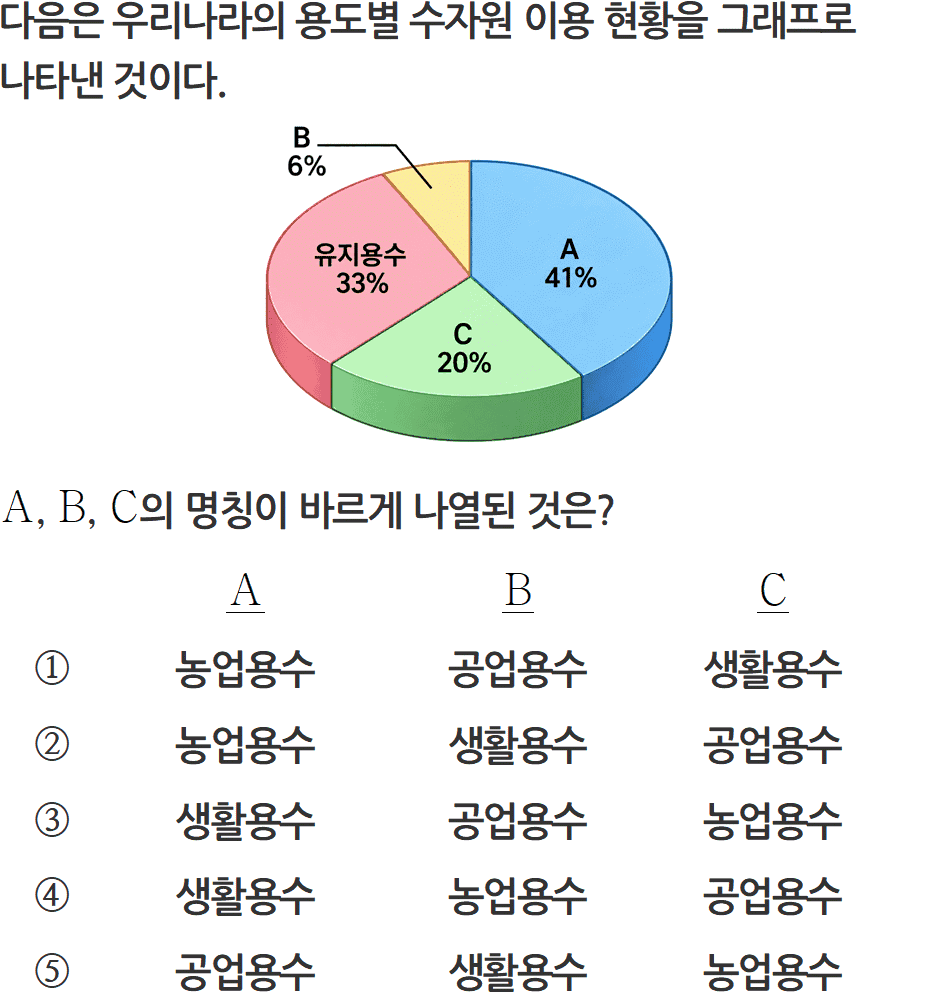 다음은 우리나라의 용도별 수자원 이용 현황을 그래프로
나타낸 것이다.
B
6%
유지용수
33%
A
41%
C
20%
A, B, C의 명칭이 바르게 나열된 것은?
A B C
① 농업용수 공업용수 생활용수
② 농업용수 생활용수 공업용수
③ 생활용수 공업용수 농업용수
④ 생활용수 농업용수 공업용수
⑤ 공업용수 생활용수 농업용수